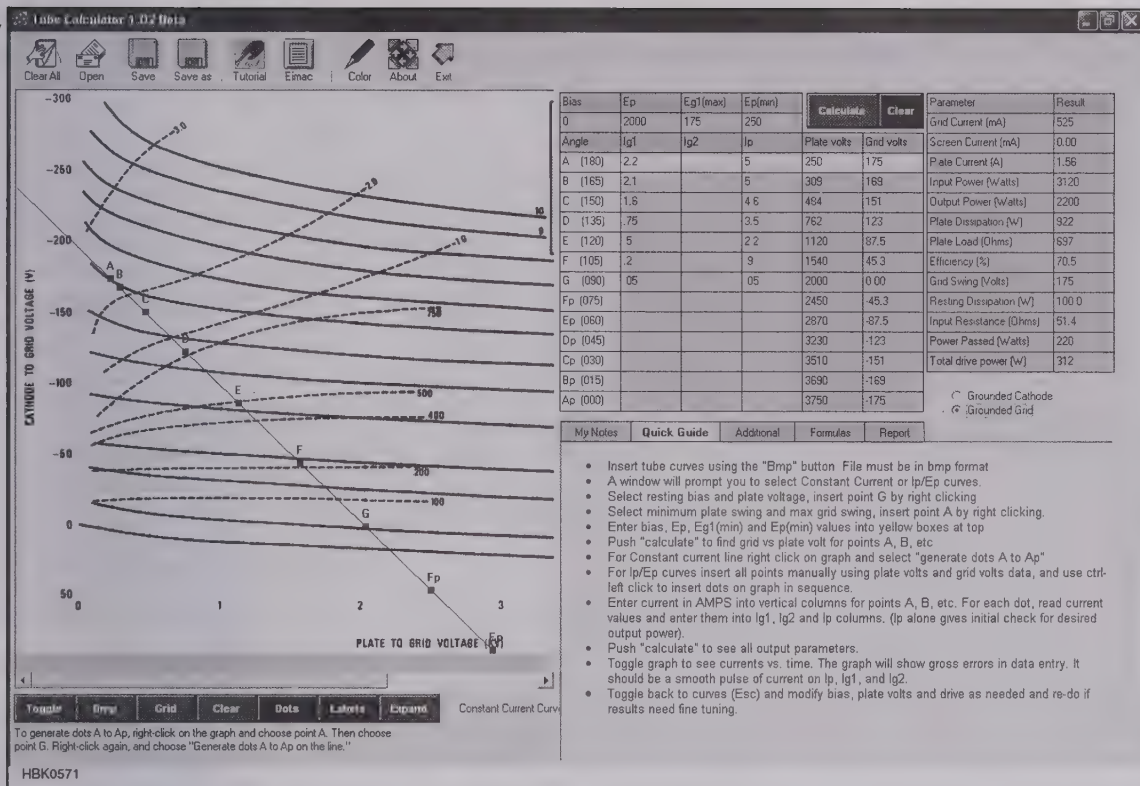 Tube Calculator 1.02 Beta
Clear All Open Save Save as Tutorial Eimac Color About Exit
-300
-250
-200
-150
-100
-50
0
50
CATHODE TO GRID VOLTAGE (V)
0 1 2 3
PLATE TO GRID VOLTAGE (KV)
-3.0
-2.0
-1.0
750
500
400
200
100
10
9
A
B
C
D
E
F
G
Fp
Ep
Toggle Bmp Grid Clear Dots Labels Expand Constant Current Curv
To generate dots A to Ap, right-click on the graph and choose point A. Then choose
point G. Right-click again, and choose "Generate dots A to Ap on the line."
Bias Ep Eg1(max) Ep(min) Calculate Clear
0 2000 175 250
Angle Ig1 Ig2 Ip Plate volts Grid volts
A (180) 2.2 5 250 175
B (165) 2.1 5 309 169
C (150) 1.6 4 6 484 151
D (135) .75 3.5 762 123
E (120) 5 2 2 1120 87.5
F (105) .2 9 1540 45.3
G (090) 05 05 2000 0 00
Fp (075) 2450 -45.3
Ep (060) 2870 -87.5
Dp (045) 3230 -123
Cp (030) 3510 -151
Bp (015) 3690 -169
Ap (000) 3750 -175
Parameter Result
Grid Current (mA) 525
Screen Current (mA) 0.00
Plate Current (A) 1.56
Input Power (Watts) 3120
Output Power (Watts) 2200
Plate Dissipation (W) 922
Plate Load (Ohms) 697
Efficiency (%) 70.5
Grid Swing (Volts) 175
Resting Dissipation (W) 100 0
Input Resistance (Ohms) 51.4
Power Passed (Watts) 220
Total drive power (W) 312
Grounded Cathode
Grounded Grid
My Notes Quick Guide Additional Formulas Report
• Insert tube curves using the "Bmp" button File must be in bmp format
• A window will prompt you to select Constant Current or Ip/Ep curves.
• Select resting bias and plate voltage, insert point G by right clicking
• Select minimum plate swing and max grid swing, insert point A by right clicking.
• Enter bias, Ep, Eg1(min) and Ep(min) values into yellow boxes at top
• Push "calculate" to find grid vs plate volt for points A, B, etc
• For Constant current line right click on graph and select "generate dots A to Ap"
• For Ip/Ep curves insert all points manually using plate volts and grid volts data, and use ctrl-
left click to insert dots on graph in sequence.
• Enter current in AMPS into vertical columns for points A, B, etc. For each dot, read current
values and enter them into Ig1, Ig2 and Ip columns. (Ip alone gives initial check for desired
output power).
• Push "calculate" to see all output parameters.
• Toggle graph to see currents vs. time. The graph will show gross errors in data entry. It
should be a smooth pulse of current on Ip, Ig1, and Ig2.
• Toggle back to curves (Esc) and modify bias, plate volts and drive as needed and re-do if
results need fine tuning.
HBK0571